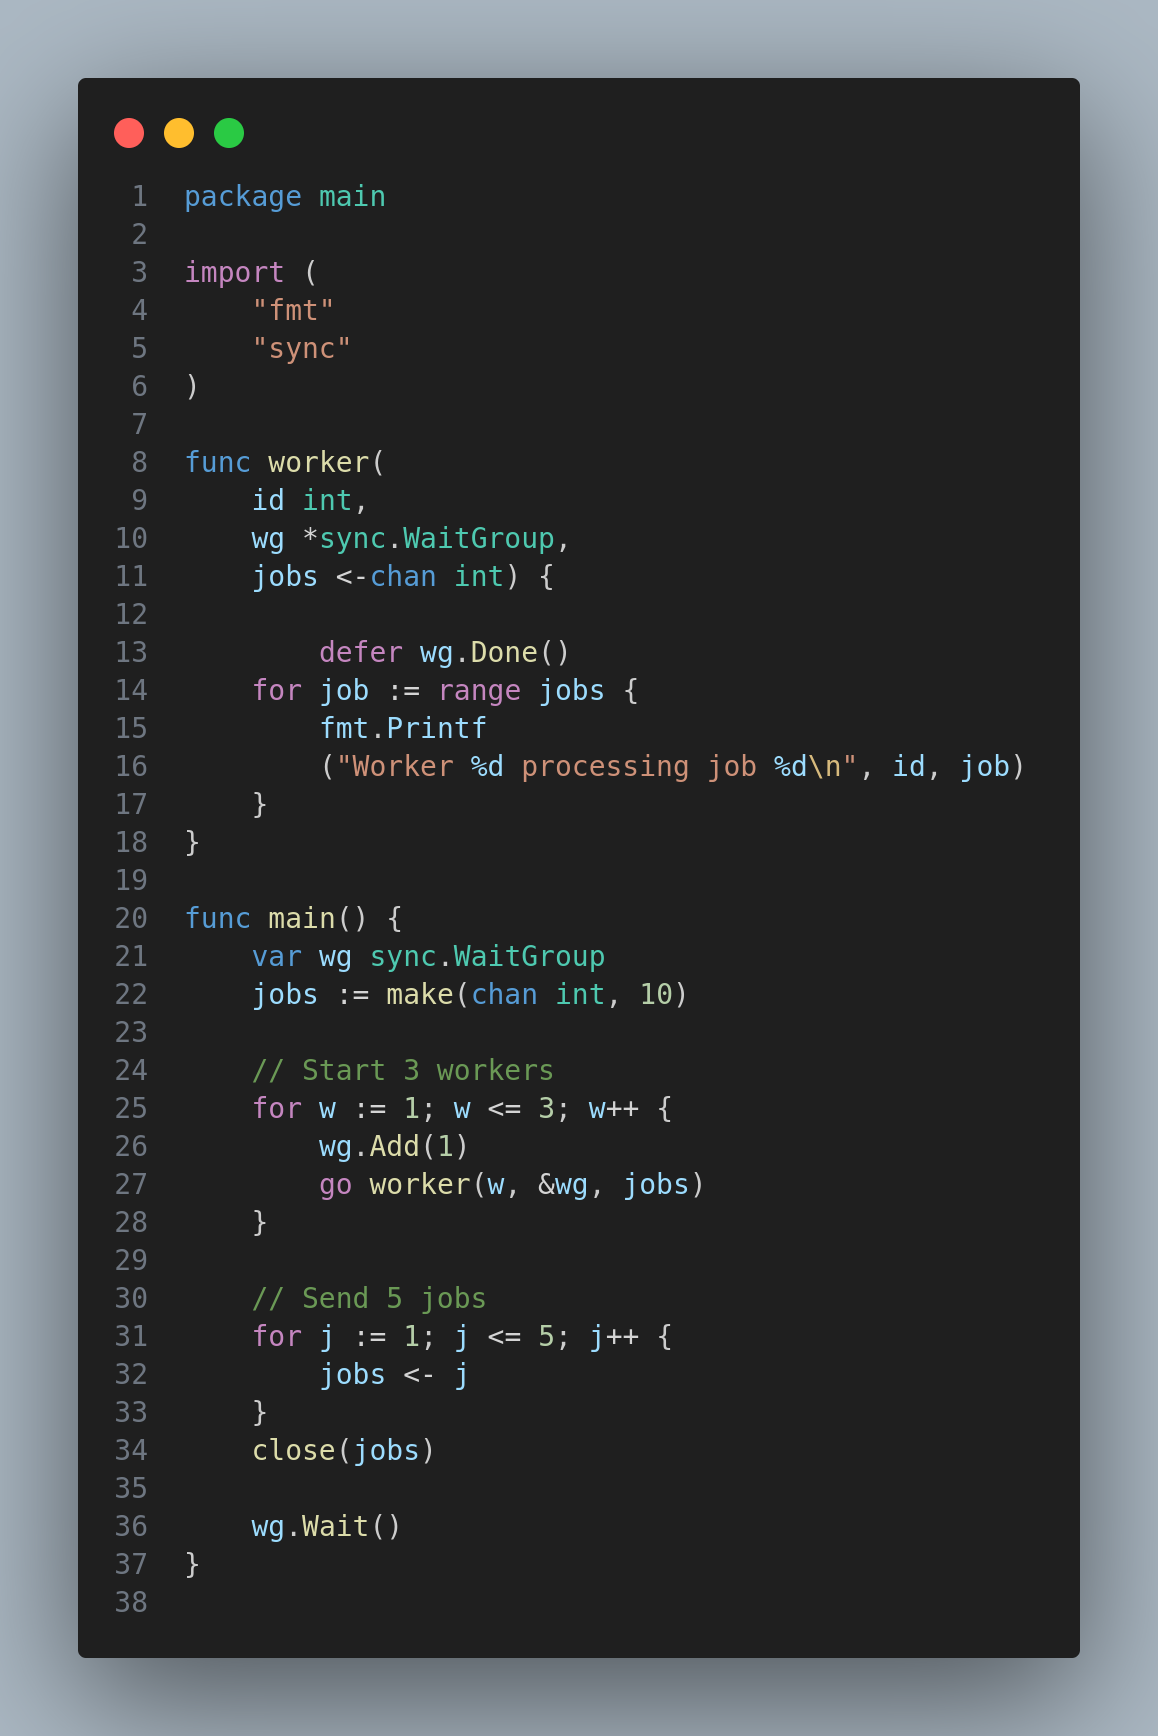 1 package main
2
3 import (
4     "fmt"
5     "sync"
6 )
7
8 func worker(
9     id int,
10     wg *sync.WaitGroup,
11     jobs <-chan int) {
12
13         defer wg.Done()
14     for job := range jobs {
15         fmt.Printf
16         ("Worker %d processing job %d\n", id, job)
17     }
18 }
19
20 func main() {
21     var wg sync.WaitGroup
22     jobs := make(chan int, 10)
23
24     // Start 3 workers
25     for w := 1; w <= 3; w++ {
26         wg.Add(1)
27         go worker(w, &wg, jobs)
28     }
29
30     // Send 5 jobs
31     for j := 1; j <= 5; j++ {
32         jobs <- j
33     }
34     close(jobs)
35
36     wg.Wait()
37 }
38